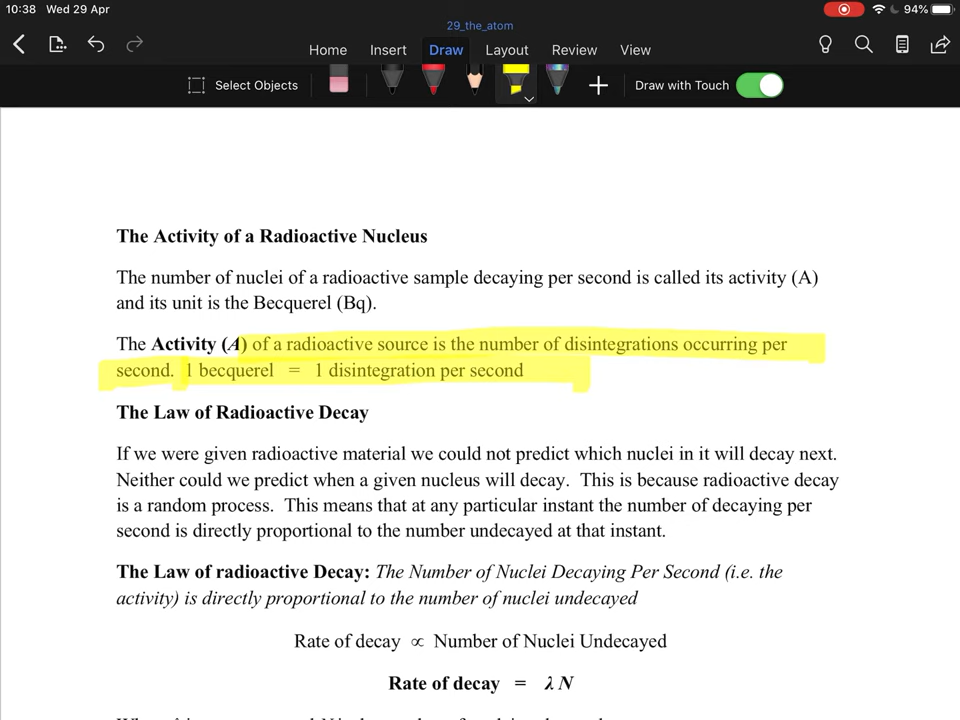 10:38 Wed 29 Apr
94%
29_the_atom
Home Insert Draw Layout Review View
Select Objects
Draw with Touch
The Activity of a Radioactive Nucleus
The number of nuclei of a radioactive sample decaying per second is called its activity (A)
and its unit is the Becquerel (Bq).
The Activity (A) of a radioactive source is the number of disintegrations occurring per
second. 1 becquerel = 1 disintegration per second
The Law of Radioactive Decay
If we were given radioactive material we could not predict which nuclei in it will decay next.
Neither could we predict when a given nucleus will decay. This is because radioactive decay
is a random process. This means that at any particular instant the number of decaying per
second is directly proportional to the number undecayed at that instant.
The Law of radioactive Decay: The Number of Nuclei Decaying Per Second (i.e. the
activity) is directly proportional to the number of nuclei undecayed
Rate of decay ∝ Number of Nuclei Undecayed
Rate of decay = λ N